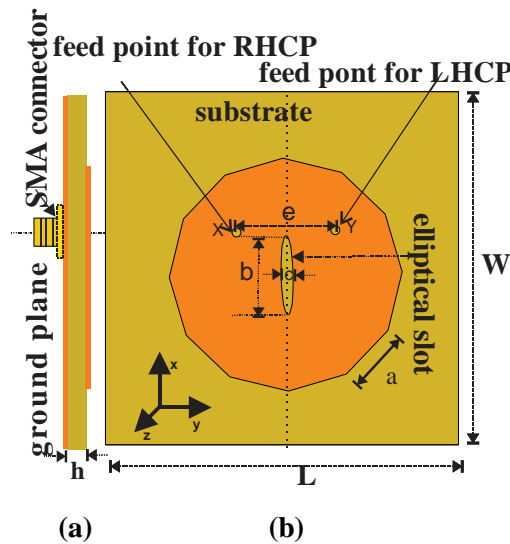 feed point for RHCP
feed pont for LHCP
substrate
SMA connector
ground plane
X
e
Y
b
c
elliptical slot
a
W
x
y
z
h
L
(a)
(b)